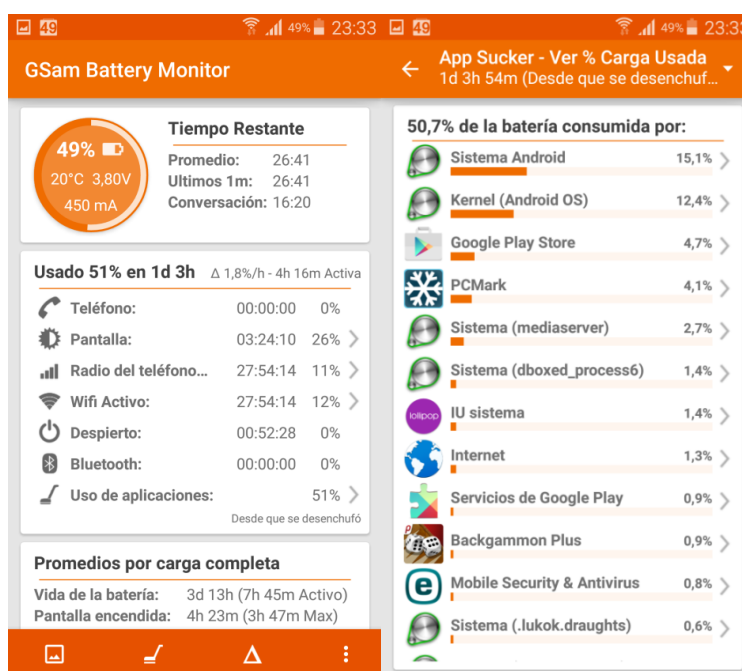 49 49% 23:33
GSam Battery Monitor
49%
20°C 3,80V
450 mA
Tiempo Restante
Promedio: 26:41
Ultimos 1m: 26:41
Conversación: 16:20
Usado 51% en 1d 3h Δ 1,8%/h - 4h 16m Activa
Teléfono: 00:00:00 0%
Pantalla: 03:24:10 26%
Radio del teléfono... 27:54:14 11%
Wifi Activo: 27:54:14 12%
Despierto: 00:52:28 0%
Bluetooth: 00:00:00 0%
Uso de aplicaciones: 51%
Desde que se desenchufó
Promedios por carga completa
Vida de la batería: 3d 13h (7h 45m Activo)
Pantalla encendida: 4h 23m (3h 47m Max)
Δ
49 49% 23:33
App Sucker - Ver % Carga Usada
1d 3h 54m (Desde que se desenchuf...
50,7% de la batería consumida por:
Sistema Android 15,1%
Kernel (Android OS) 12,4%
Google Play Store 4,7%
PCMark 4,1%
Sistema (mediaserver) 2,7%
Sistema (dboxed_process6) 1,4%
lollipop IU sistema 1,4%
Internet 1,3%
Servicios de Google Play 0,9%
Backgammon Plus 0,9%
e Mobile Security & Antivirus 0,8%
Sistema (.lukok.draughts) 0,6%